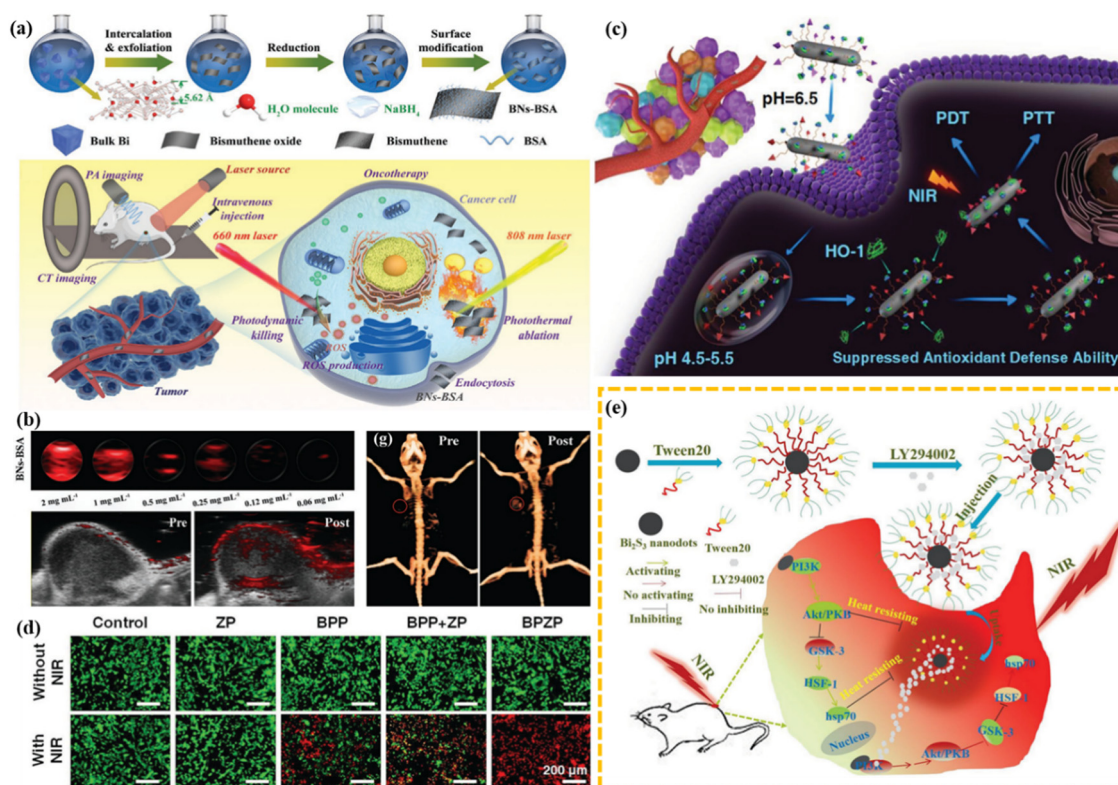 (a)
Intercalation
& exfoliation
Reduction
Surface
modification
BNs-BSA
5.62 Å
H₂O molecule
NaBH₄
BNs-BSA
Bulk Bi
Bismuthene oxide
Bismuthene
BSA
PA imaging
Laser source
Intravenous
injection
CT imaging
Oncotherapy
Cancer cell
660 nm laser
808 nm laser
Photodynamic
killing
ROS
ROS production
Photothermal
ablation
Endocytosis
BNs-BSA
Tumor
(b)
BNs-BSA
2 mg mL⁻¹
1 mg mL⁻¹
0.5 mg mL⁻¹
0.25 mg mL⁻¹
0.12 mg mL⁻¹
0.06 mg mL⁻¹
Pre
Post
(g)
Pre
Post
(c)
pH=6.5
PDT
PTT
NIR
HO-1
pH 4.5-5.5
Suppressed Antioxidant Defense Ability
(d)
Control
ZP
BPP
BPP+ZP
BPZP
Without
NIR
With
NIR
200 μm
(e)
Tween20
LY294002
Injection
Bi₂S₃ nanodots
Tween20
Activating
LY294002
No activating
No inhibiting
Inhibiting
NIR
NIR
PI3K
Akt/PKB
Heat resisting
GSK-3
HSF-1
Heat resisting
hsp70
Nucleus
PI3K
Akt/PKB
GSK-3
HSF-1
hsp70
Uptake